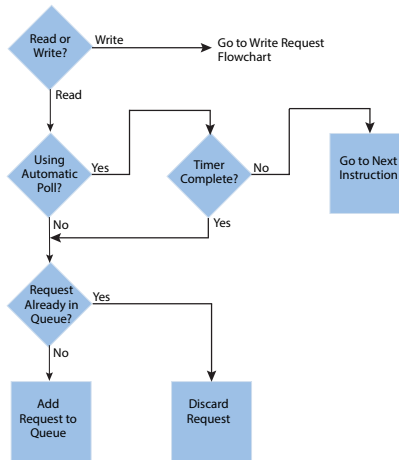 Read or
Write?
Write
Go to Write Request
Flowchart
Read
Using
Automatic
Poll?
Yes
Timer
Complete?
No
Go to Next
Instruction
No
Yes
Request
Already in
Queue?
Yes
No
Add
Request to
Queue
Discard
Request